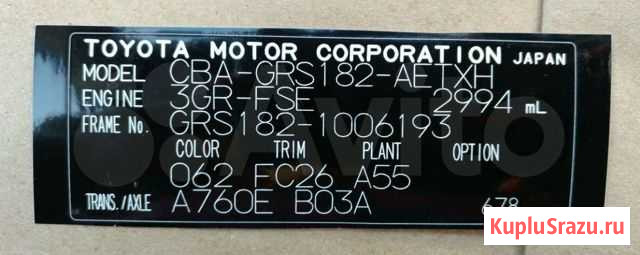 TOYOTA MOTOR CORPORATION JAPAN
MODEL CBA-GRS182-AETXH
ENGINE 3GR-FSE 2994 mL
FRAME No. GRS182-1006193
COLOR TRIM PLANT OPTION
062 FC26 A55
TRANS./AXLE A760E B03A 678
Avito
KupluSrazu.ru